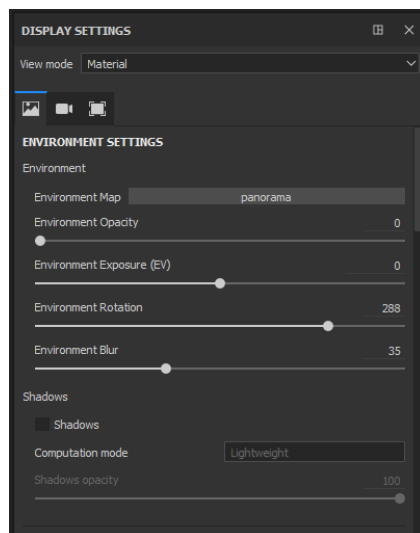 DISPLAY SETTINGS
View mode Material
ENVIRONMENT SETTINGS
Environment
Environment Map panorama
Environment Opacity 0
Environment Exposure (EV) 0
Environment Rotation 288
Environment Blur 35
Shadows
Shadows
Computation mode Lightweight
Shadows opacity 100